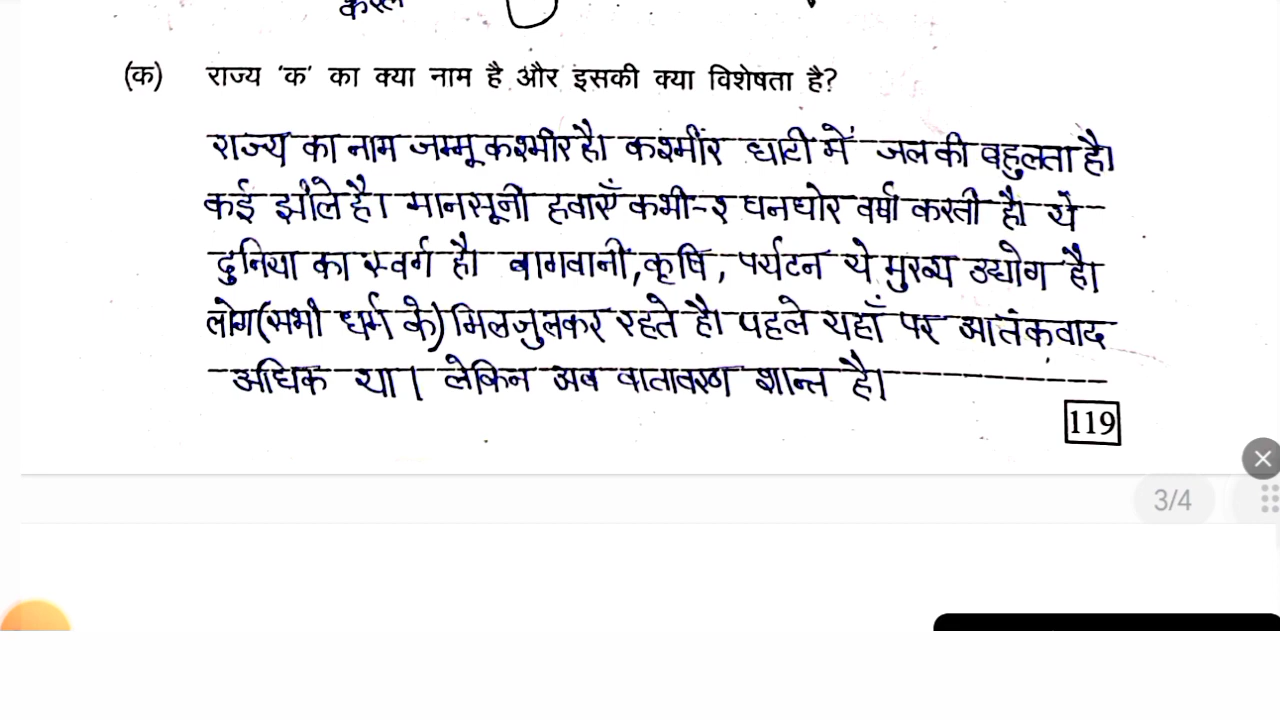 करल
(क) राज्य 'क' का क्या नाम है और इसकी क्या विशेषता है?
राज्य का नाम जम्मू कश्मीर है। कश्मीर घाटी में जल की बहुलता है।
कई झीले है। मानसूनी हवाएँ कभी-२ घनघोर वर्षा करती है। ये
दुनिया का स्वर्ग है। बागवानी, कृषि, पर्यटन ये मुख्य उद्योग है।
लोग (सभी धर्म के) मिलजुलकर रहते है। पहले यहाँ पर आतंकवाद
अधिक था। लेकिन अब वातावरण शान्त है।
119
3/4